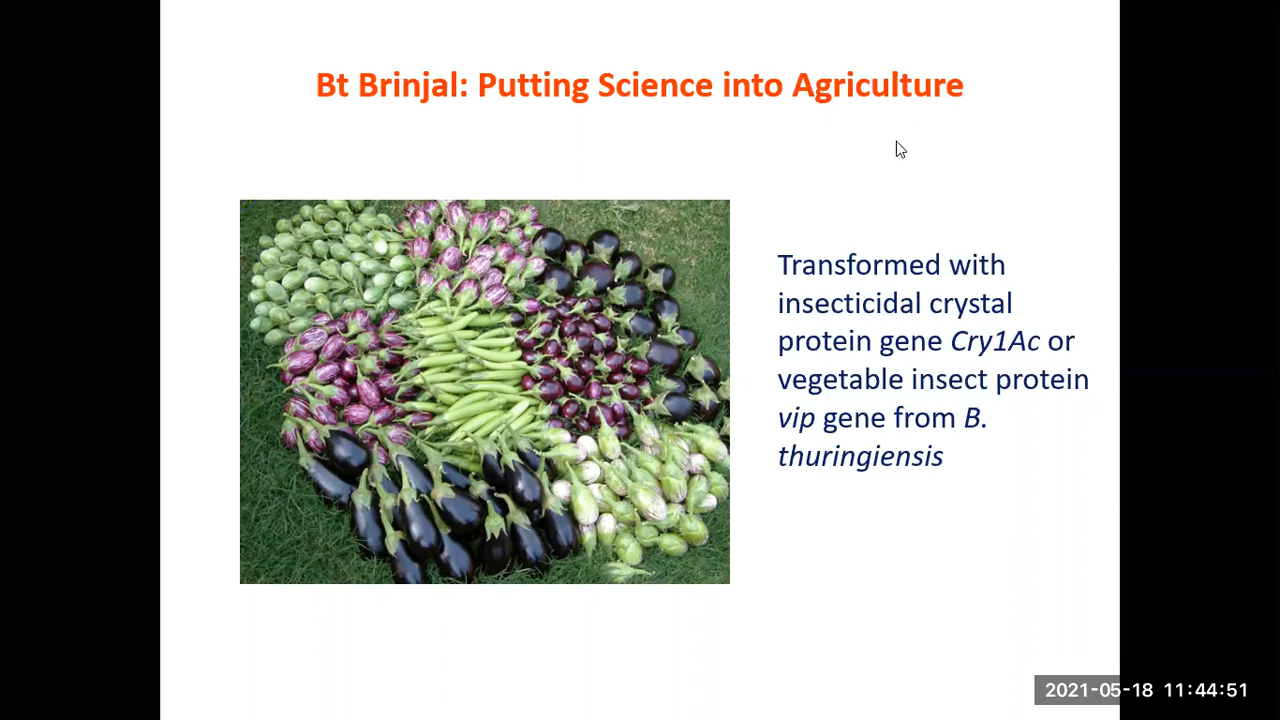 Bt Brinjal: Putting Science into Agriculture
Transformed with
insecticidal crystal
protein gene Cry1Ac or
vegetable insect protein
vip gene from B.
thuringiensis
2021-05-18 11:44:51